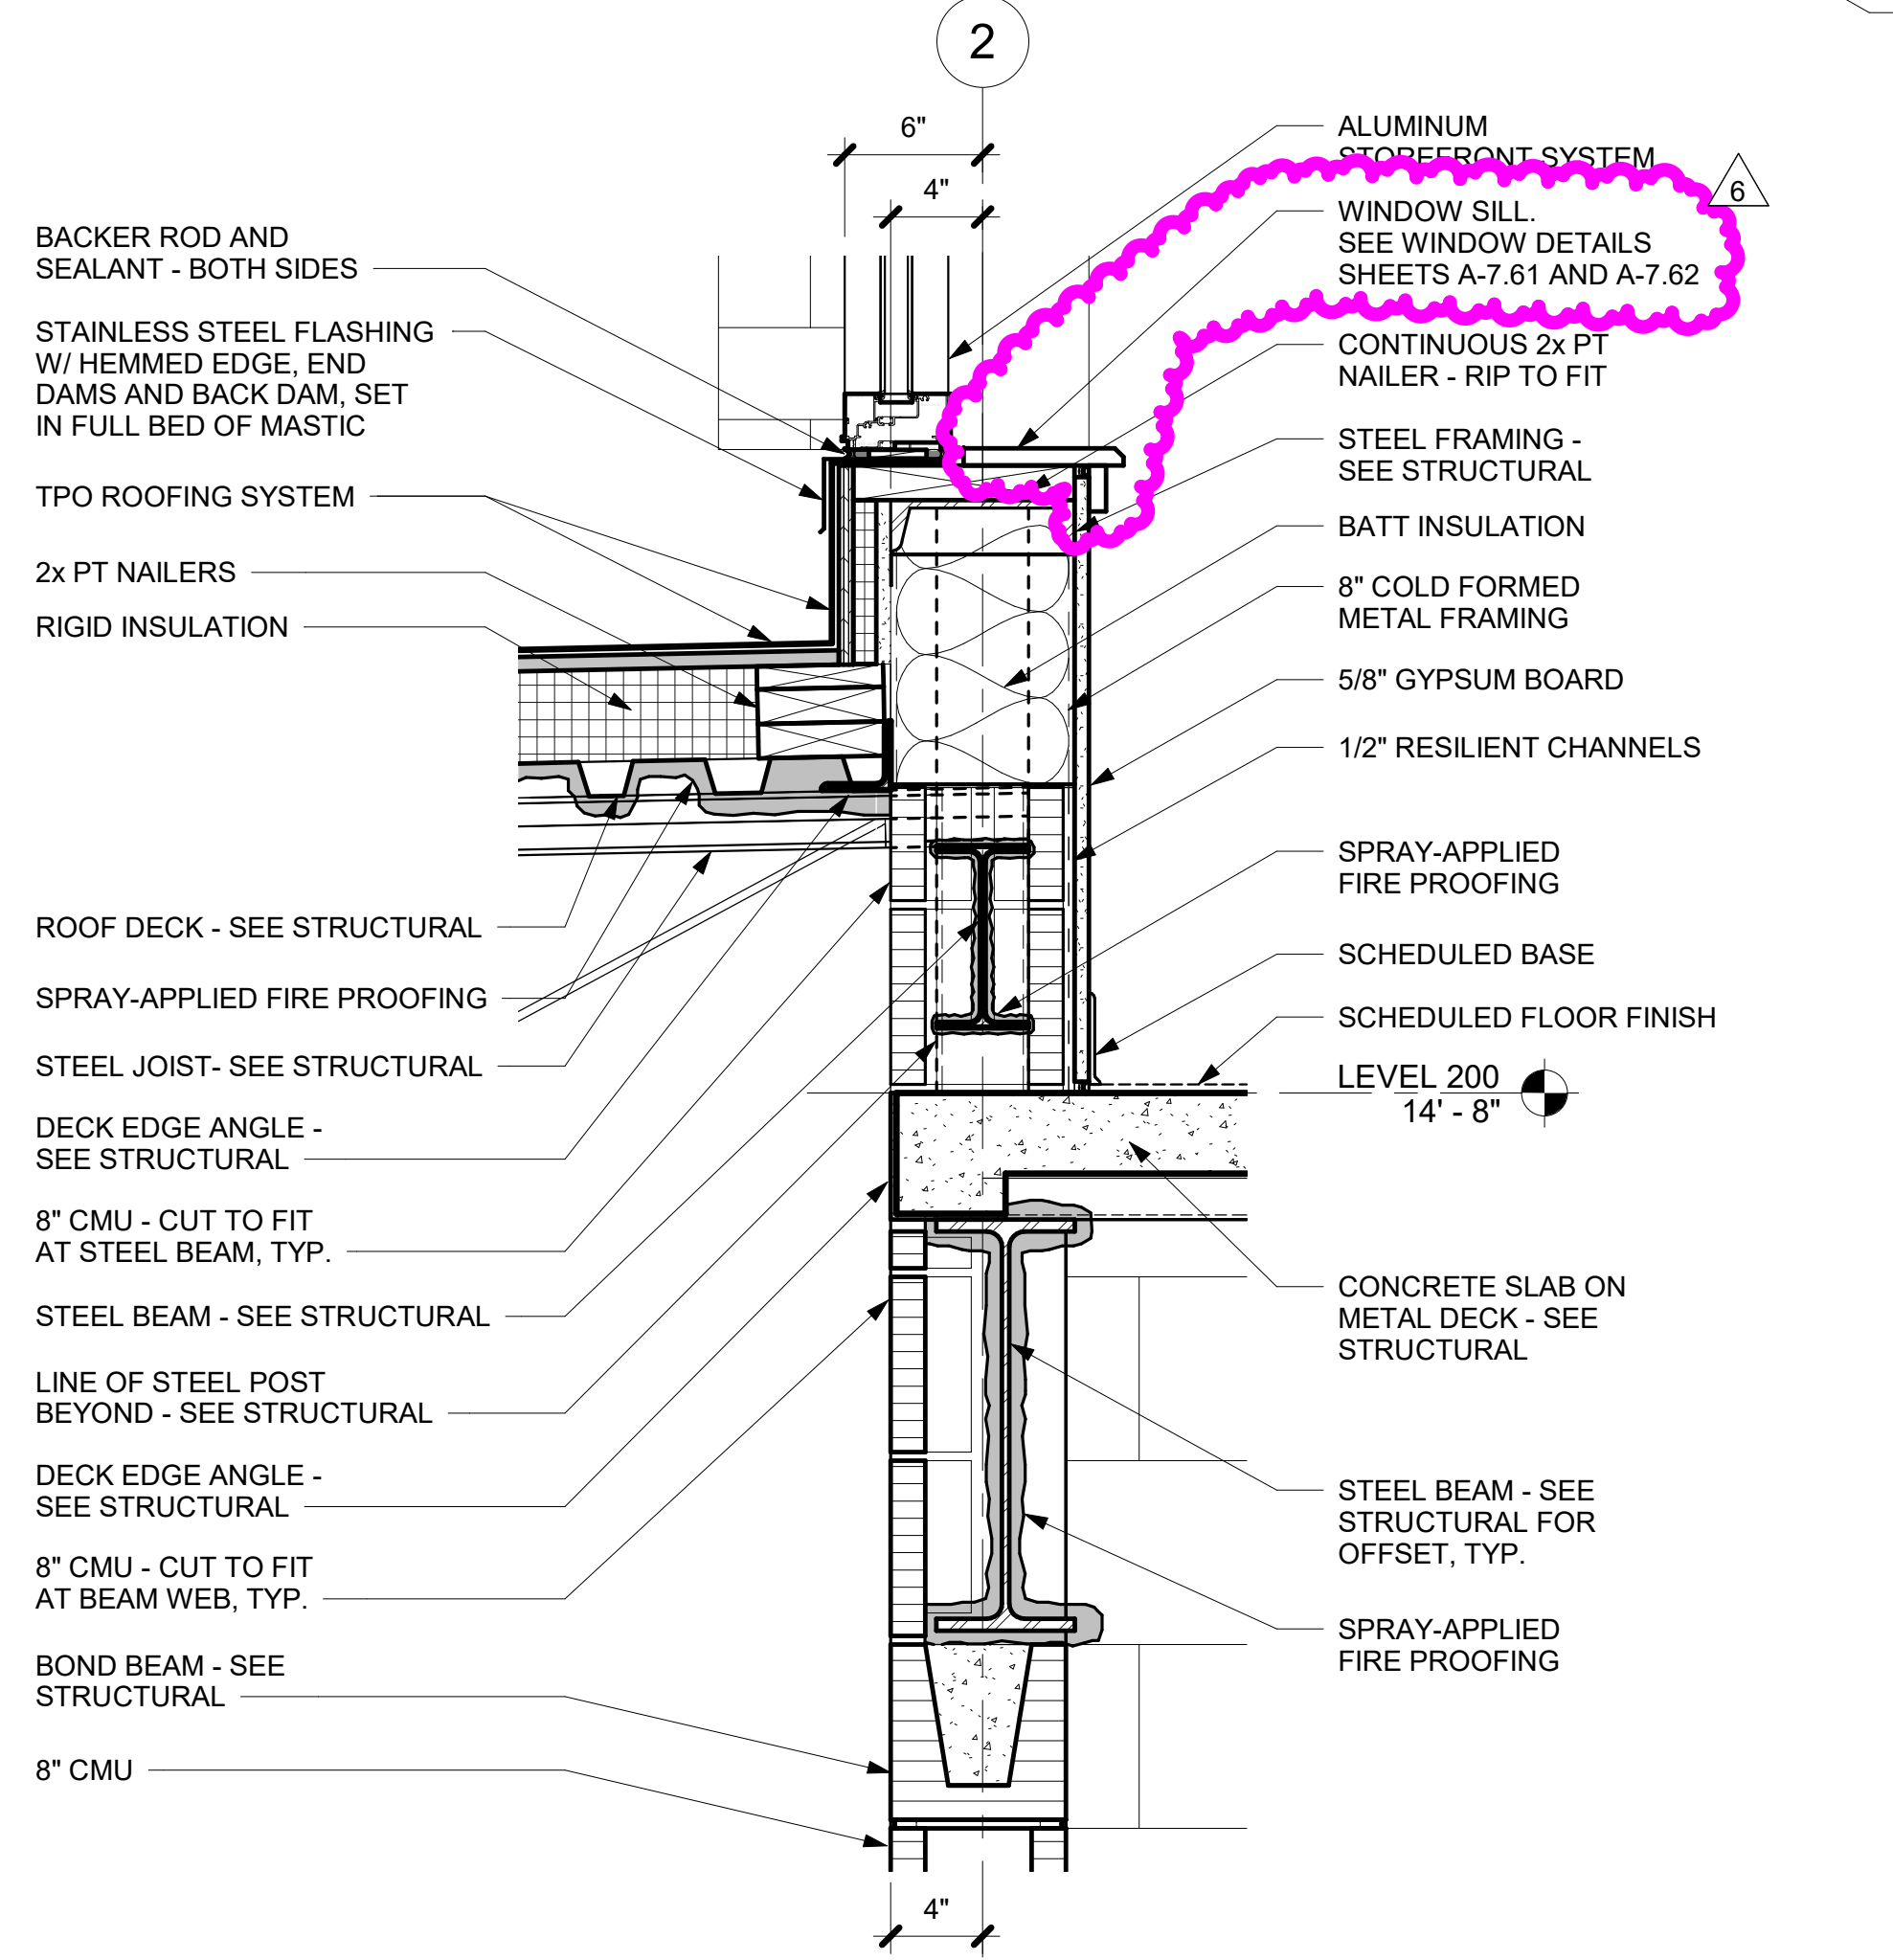 2
6"
4"
BACKER ROD AND
SEALANT - BOTH SIDES
STAINLESS STEEL FLASHING
W/ HEMMED EDGE, END
DAMS AND BACK DAM, SET
IN FULL BED OF MASTIC
TPO ROOFING SYSTEM
2x PT NAILERS
RIGID INSULATION
ROOF DECK - SEE STRUCTURAL
SPRAY-APPLIED FIRE PROOFING
STEEL JOIST- SEE STRUCTURAL
DECK EDGE ANGLE -
SEE STRUCTURAL
8" CMU - CUT TO FIT
AT STEEL BEAM, TYP.
STEEL BEAM - SEE STRUCTURAL
LINE OF STEEL POST
BEYOND - SEE STRUCTURAL
DECK EDGE ANGLE -
SEE STRUCTURAL
8" CMU - CUT TO FIT
AT BEAM WEB, TYP.
BOND BEAM - SEE
STRUCTURAL
8" CMU
ALUMINUM
STOREFRONT SYSTEM
6
WINDOW SILL.
SEE WINDOW DETAILS
SHEETS A-7.61 AND A-7.62
CONTINUOUS 2x PT
NAILER - RIP TO FIT
STEEL FRAMING -
SEE STRUCTURAL
BATT INSULATION
8" COLD FORMED
METAL FRAMING
5/8" GYPSUM BOARD
1/2" RESILIENT CHANNELS
SPRAY-APPLIED
FIRE PROOFING
SCHEDULED BASE
SCHEDULED FLOOR FINISH
LEVEL 200
14' - 8"
CONCRETE SLAB ON
METAL DECK - SEE
STRUCTURAL
STEEL BEAM - SEE
STRUCTURAL FOR
OFFSET, TYP.
SPRAY-APPLIED
FIRE PROOFING
4"